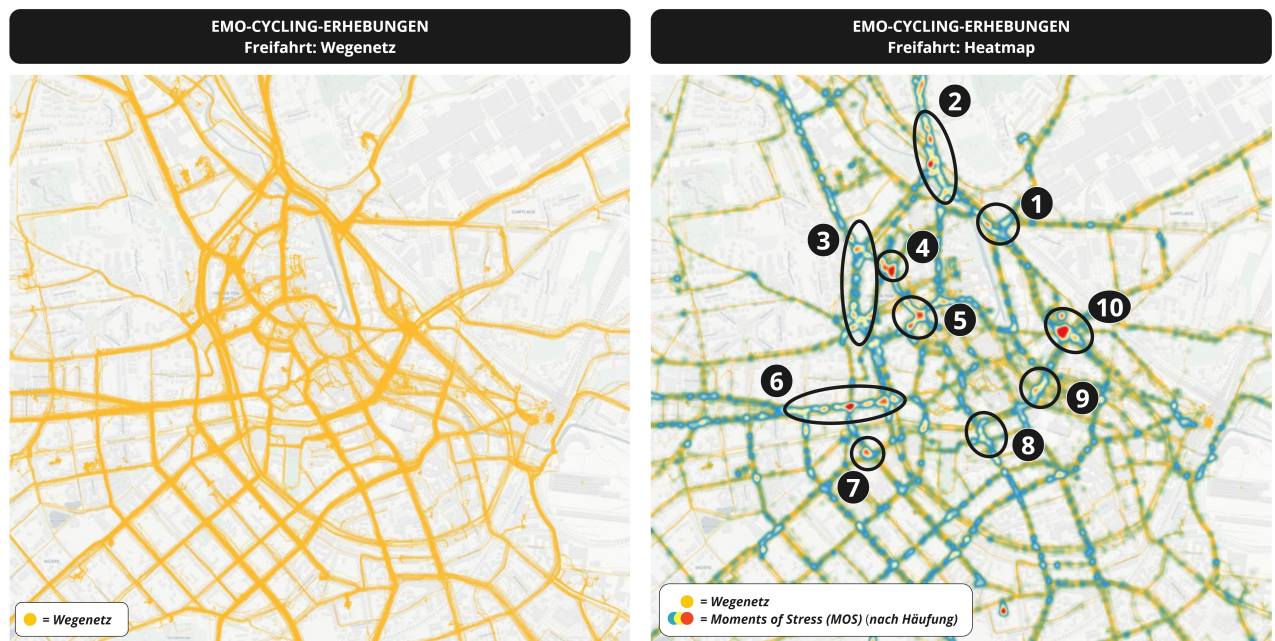 EMO-CYCLING-ERHEBUNGEN
Freifahrt: Wegenetz
= Wegenetz
EMO-CYCLING-ERHEBUNGEN
Freifahrt: Heatmap
2
1
3
4
5
10
6
9
8
7
GARTLAGE
= Wegenetz
= Moments of Stress (MOS) (nach Häufung)